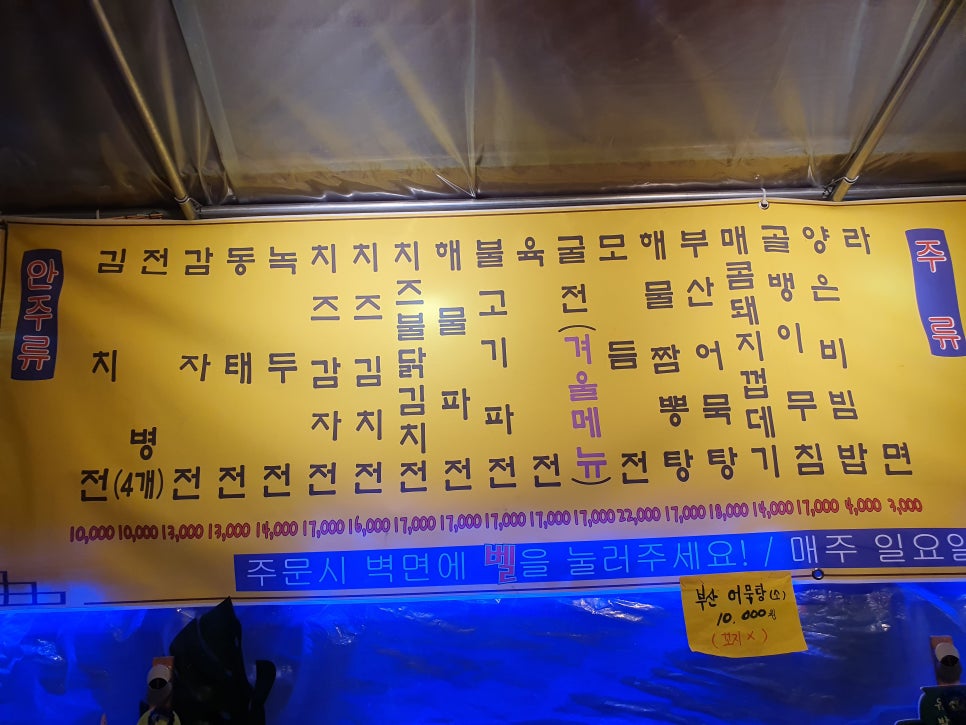 안주류
김치전
전병(4개)
감자전
동태전
녹두전
치즈감자전
치즈김치전
치즈불닭김치전
해물파전
불고기파전
육전
굴전(겨울메뉴)
모듬전
해물짬뽕탕
부산어묵탕
매콤돼지껍데기
골뱅이무침
양은비빔밥
라면
주류
10,000 10,000 13,000 13,000 14,000 17,000 16,000 17,000 17,000 17,000 17,000 17,000 22,000 17,000 18,000 14,000 17,000 4,000 3,000
주문시 벽면에 벨을 눌러주세요! / 매주 일요일
부산 어묵탕(소)
10,000원
(꼬지 x)